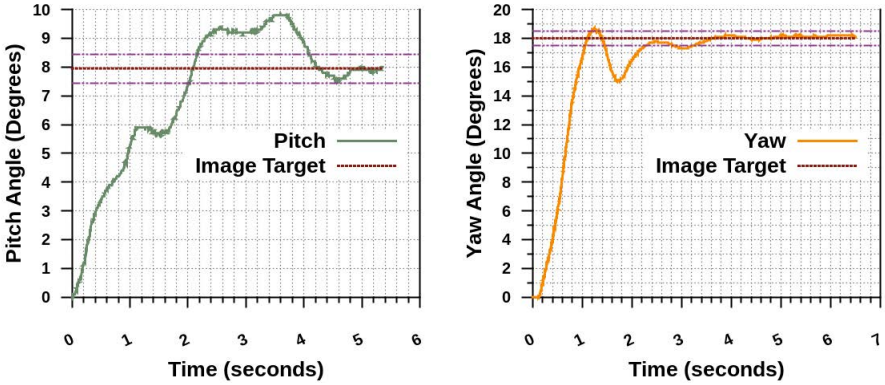 10
9
8
7
6
5
4
3
2
1
0
Pitch Angle (Degrees)
Pitch
Image Target
0 1 2 3 4 5 6
Time (seconds)
20
18
16
14
12
10
8
6
4
2
0
Yaw Angle (Degrees)
Yaw
Image Target
0 1 2 3 4 5 6 7
Time (seconds)